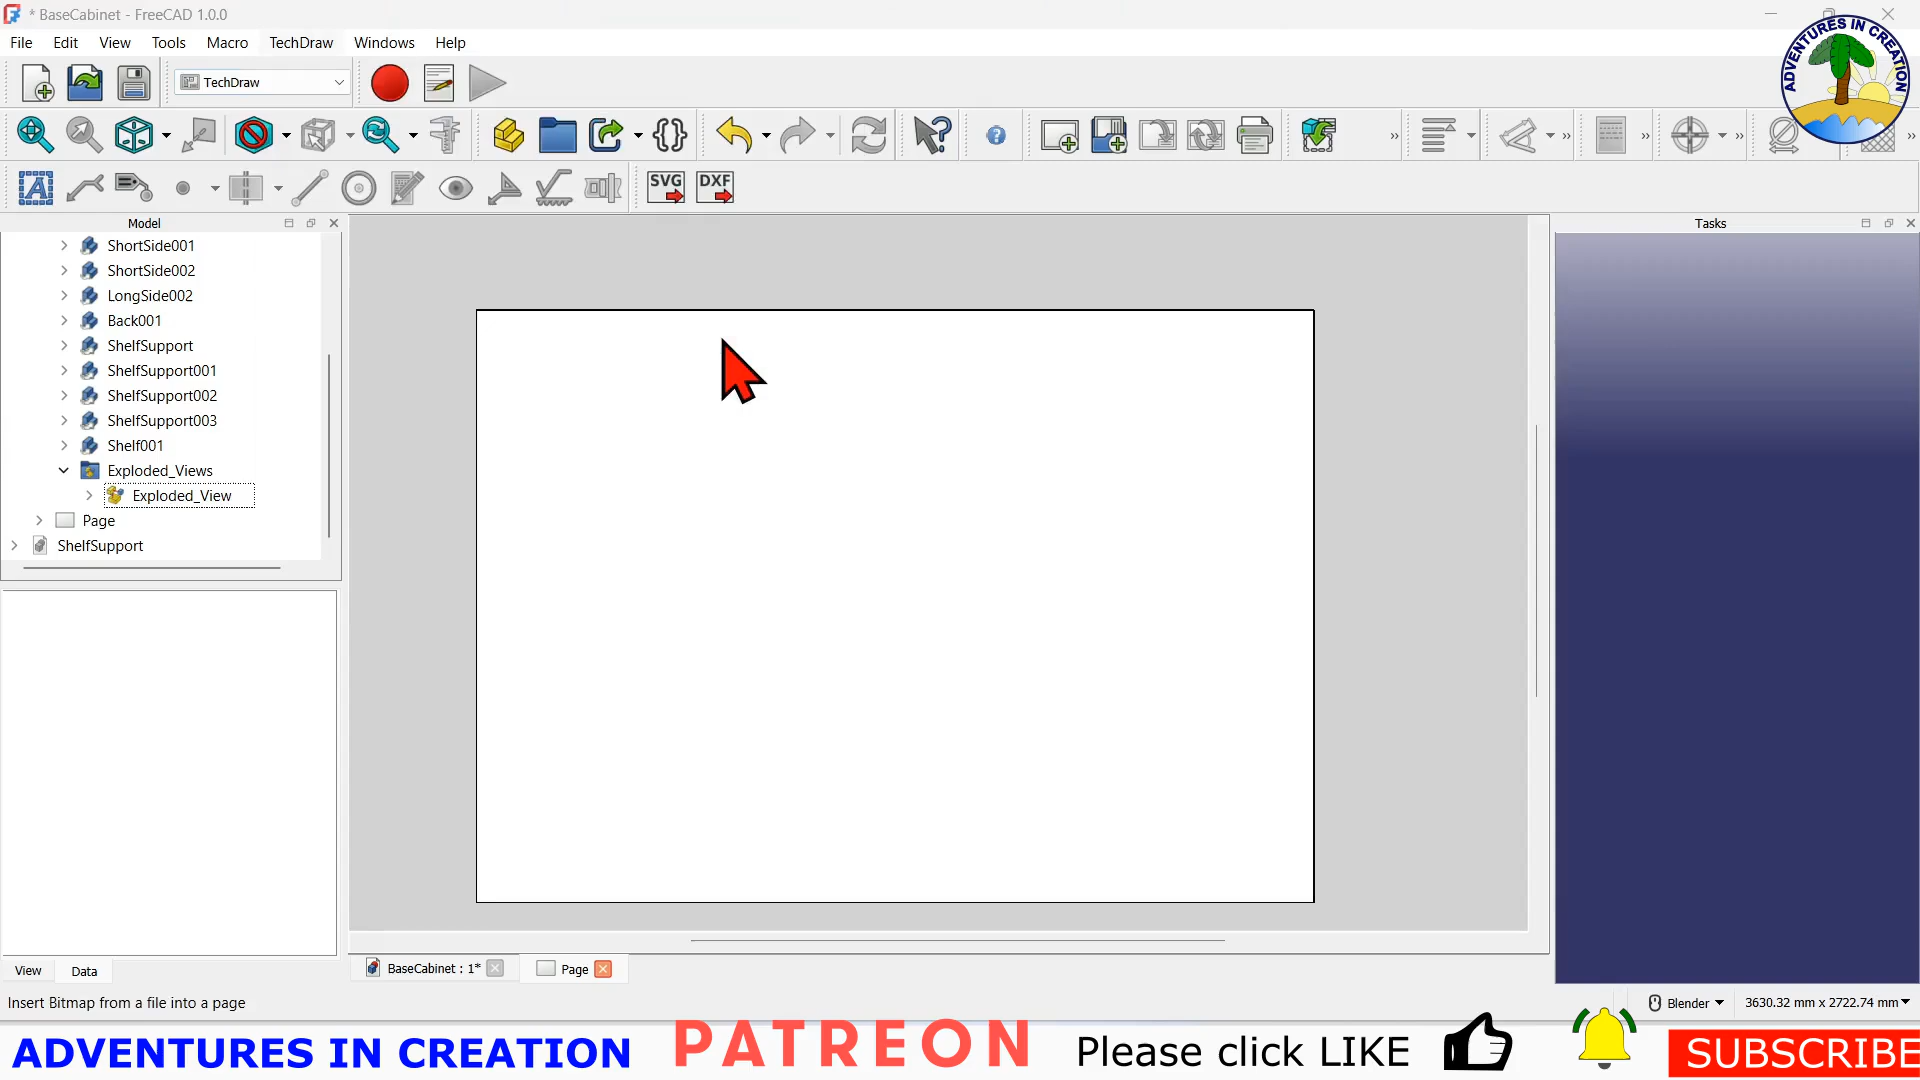 * BaseCabinet - FreeCAD 1.0.0
File Edit View Tools Macro TechDraw Windows Help
ADVENTURES IN CREATION
TechDraw
SVG DXF
Model
Tasks
ShortSide001
ShortSide002
LongSide002
Back001
ShelfSupport
ShelfSupport001
ShelfSupport002
ShelfSupport003
Shelf001
Exploded_Views
Exploded_View
Page
ShelfSupport
View Data
BaseCabinet : 1*
Page
Insert Bitmap from a file into a page
Blender
3630.32 mm x 2722.74 mm
ADVENTURES IN CREATION
PATREON
Please click LIKE
SUBSCRIBE